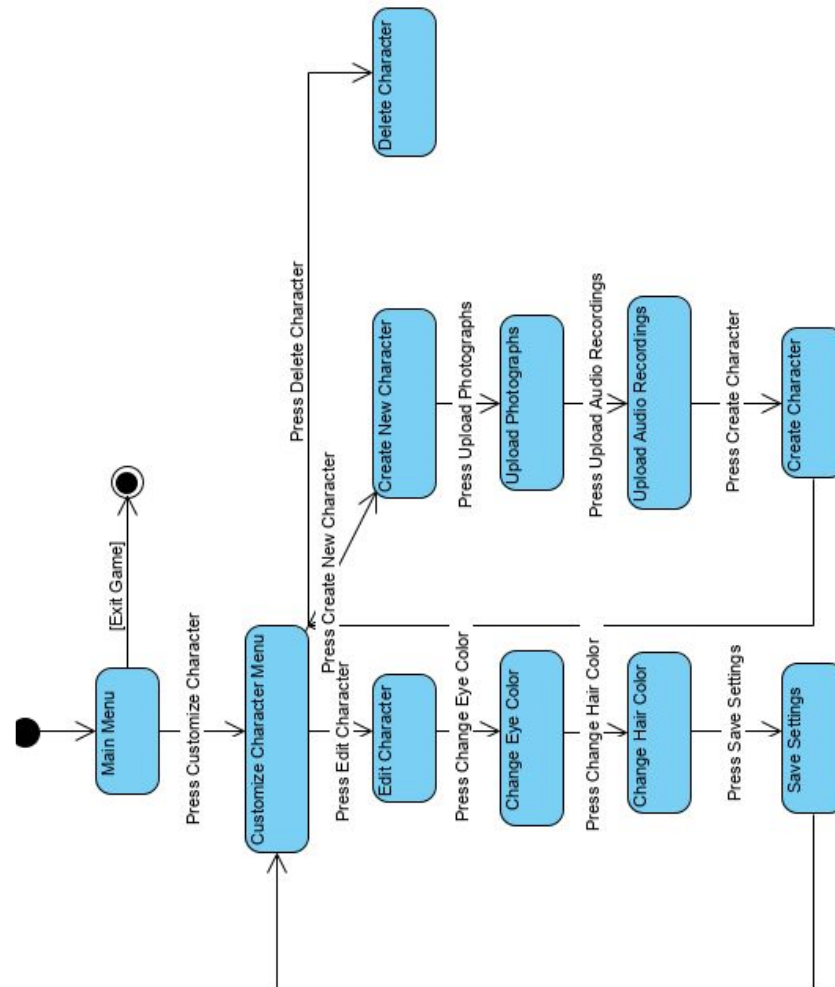 Main Menu
[Exit Game]
Press Customize Character
Customize Character Menu
Press Edit Character
Press Create New Character
Press Delete Character
Edit Character
Create New Character
Delete Character
Press Change Eye Color
Press Upload Photographs
Change Eye Color
Upload Photographs
Press Change Hair Color
Press Upload Audio Recordings
Change Hair Color
Upload Audio Recordings
Press Save Settings
Press Create Character
Save Settings
Create Character